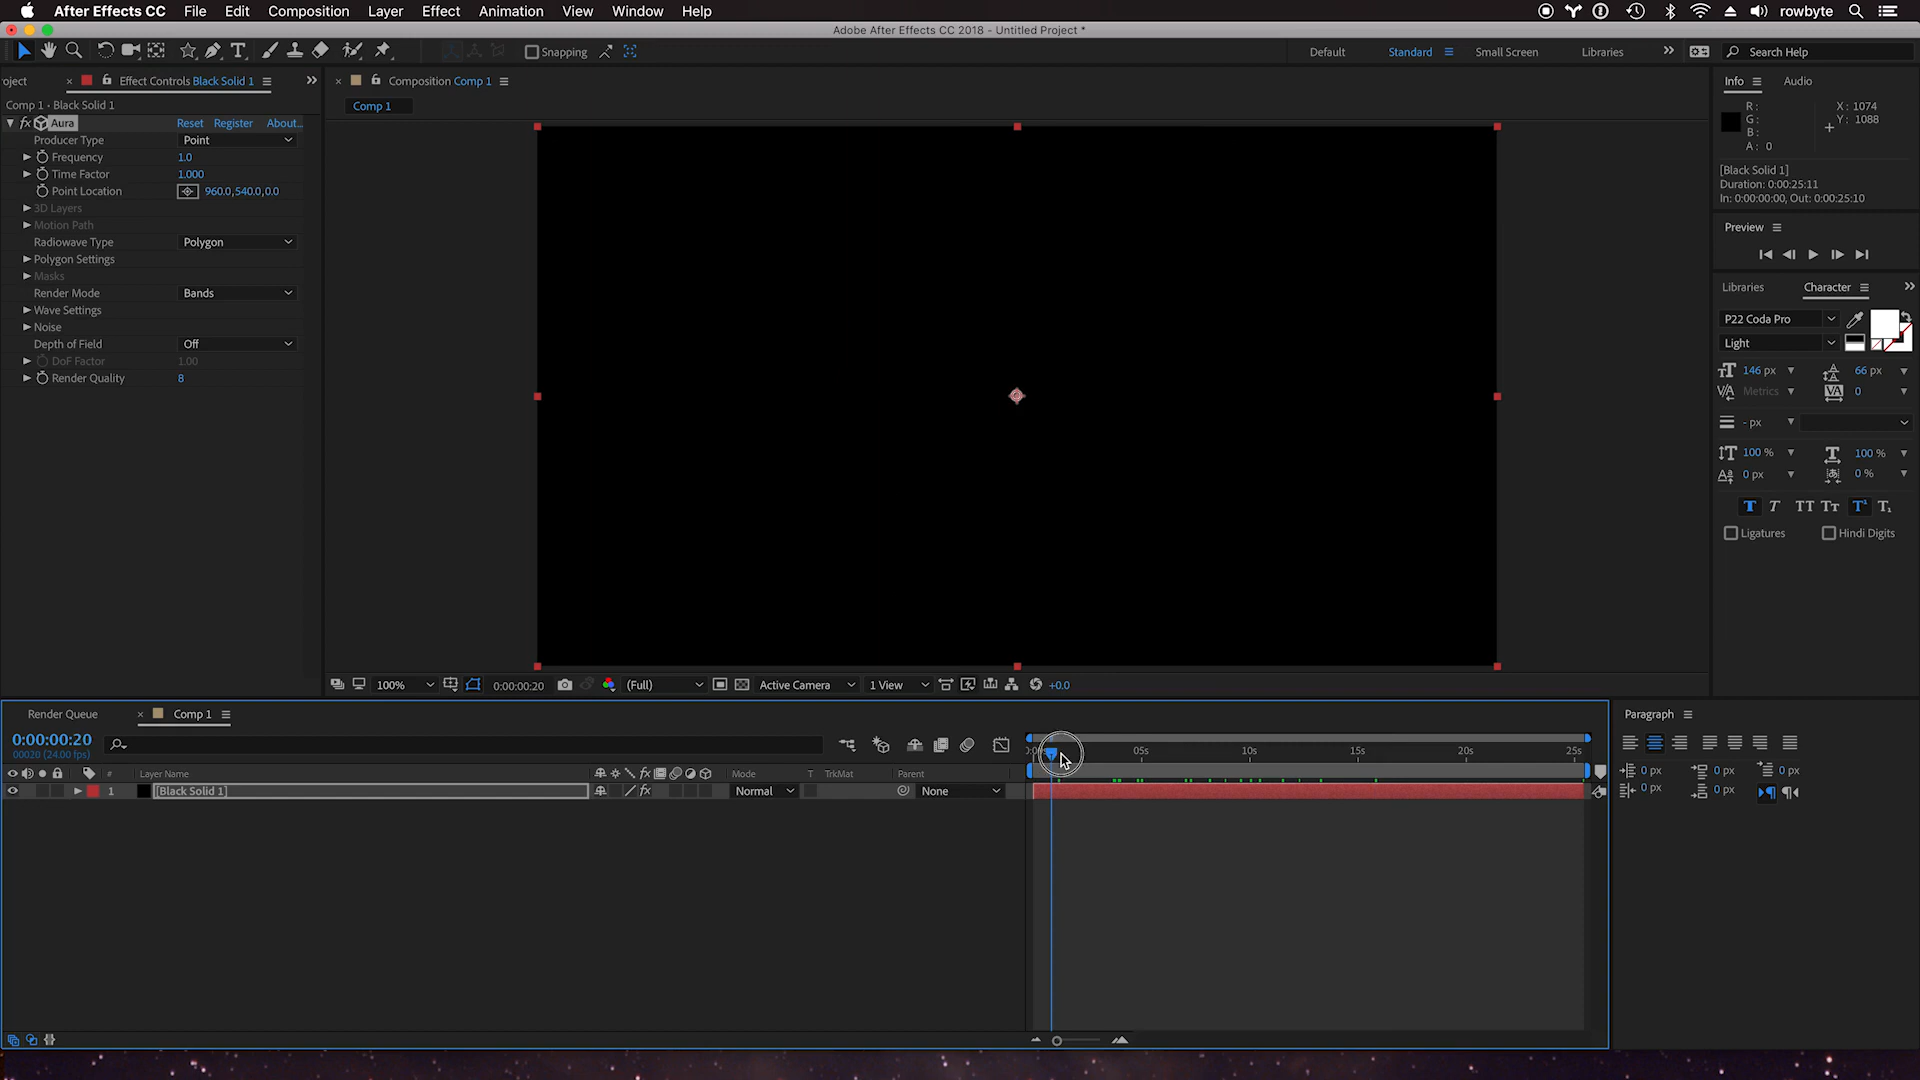 After Effects CC File Edit Composition Layer Effect Animation View Window Help rowbyte
Adobe After Effects CC 2018 - Untitled Project *
Snapping Default Standard Small Screen Libraries Search Help
oject Effect Controls Black Solid 1
Composition Comp 1
Info Audio
Comp 1 • Black Solid 1
Comp 1
R: X: 1074
G: Y: 1088
B:
A: 0
fx Aura Reset Register About...
Producer Type Point
Frequency 1.0
Time Factor 1.000
Point Location 960.0,540.0,0.0
3D Layers
Motion Path
Radiowave Type Polygon
Polygon Settings
Masks
Render Mode Bands
Wave Settings
Noise
Depth of Field Off
DoF Factor 1.00
Render Quality 8
[Black Solid 1]
Duration: 0:00:25:11
In: 0:00:00:00, Out: 0:00:25:10
Preview
Libraries Character
P22 Coda Pro
Light
146 px 66 px
Metrics 0
- px
100 % 100 %
0 px 0 %
T T TT Tt T¹ T₁
Ligatures Hindi Digits
100% 0:00:00:20 (Full) Active Camera 1 View +0.0
Render Queue Comp 1
0:00:00:20
00020 (24.00 fps)
05s 10s 15s 20s 25s
# Layer Name fx Mode T TrkMat Parent
1 [Black Solid 1] fx Normal None
Paragraph
0 px 0 px 0 px
0 px 0 px